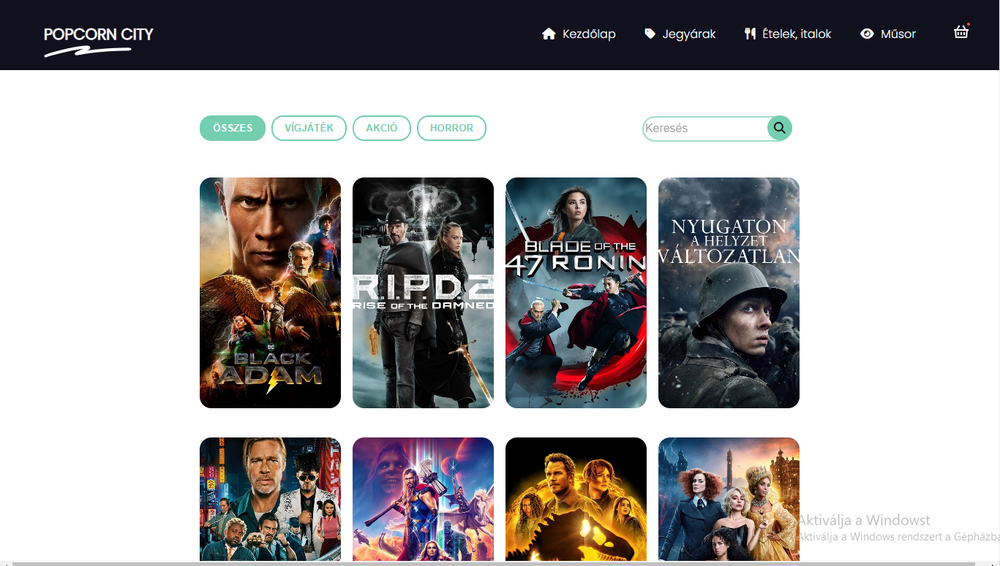 POPCORN CITY
Kezdőlap
Jegyárak
Ételek, italok
Műsor
ÖSSZES
VÍGJÁTÉK
AKCIÓ
HORROR
Keresés
DC
BLACK
ADAM
R.I.P.D.2
RISE OF THE DAMNED
BLADE OF THE
47 RONIN
NYUGATON
A HELYZET
VÁLTOZATLAN
Aktiválja a Windowst
Aktiválja a Windows rendszert a Gépházba